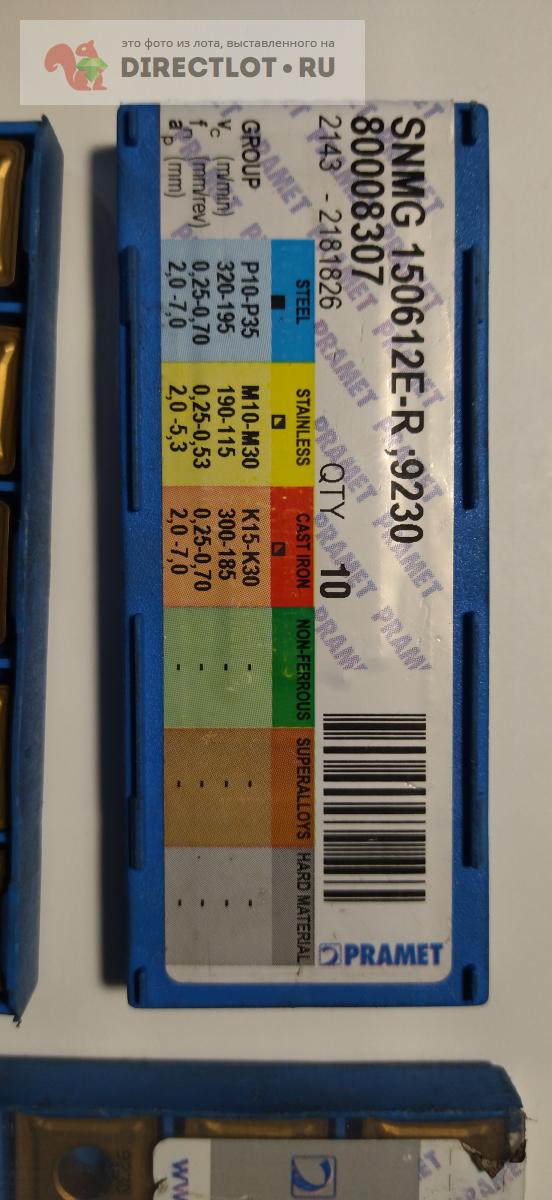 это фото из лота, выставленного на
DIRECTLOT • RU
SNMG 150612E-R ;9230
80008307
2143 - 2181826 QTY 10
STEEL STAINLESS CAST IRON NON-FERROUS SUPERALLOYS HARD MATERIAL
GROUP P10-P35 M10-M30 K15-K30 - - -
vc (m/min) 320-195 190-115 300-185 - - -
fn (mm/rev) 0,25-0,70 0,25-0,53 0,25-0,70 - - -
ap (mm) 2,0 -7,0 2,0 -5,3 2,0 -7,0 - - -
PRAMET
9230
PRAMET